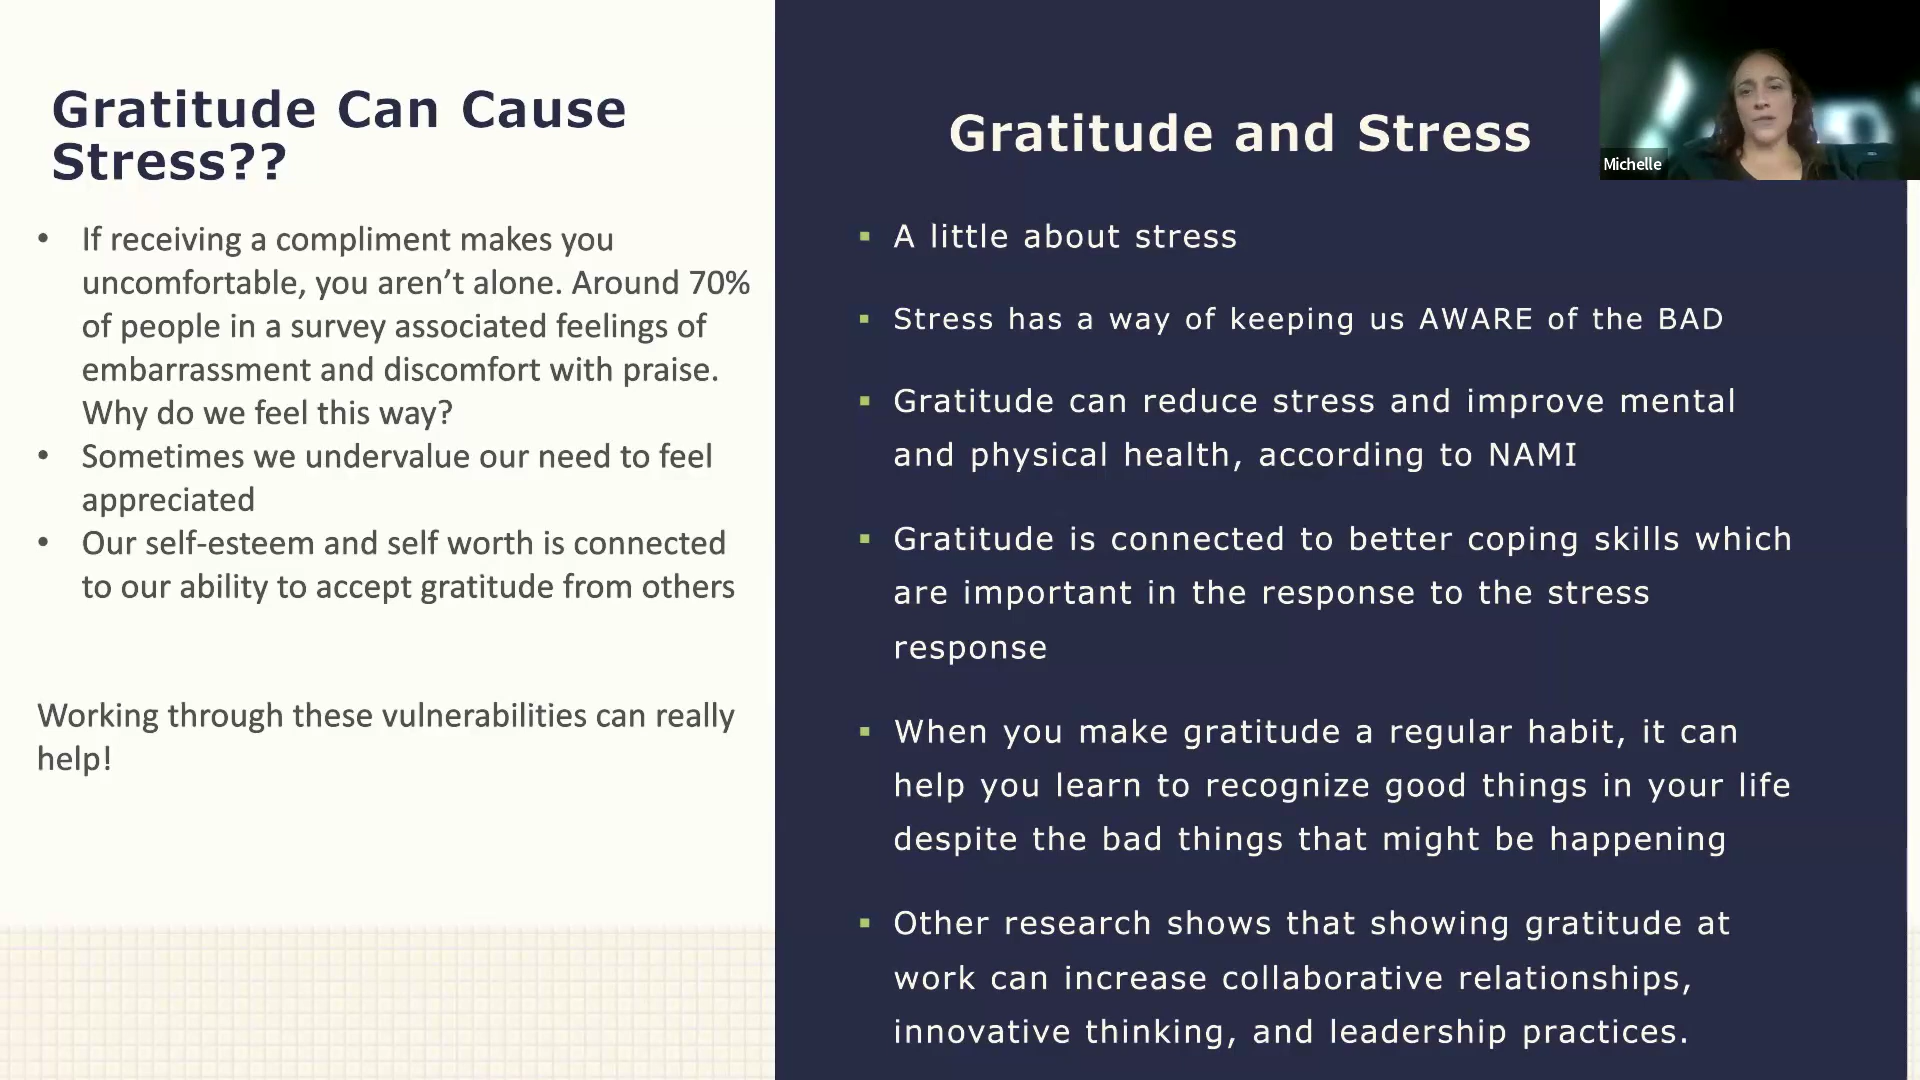 Gratitude Can Cause
Stress??
• If receiving a compliment makes you
uncomfortable, you aren’t alone. Around 70%
of people in a survey associated feelings of
embarrassment and discomfort with praise.
Why do we feel this way?
• Sometimes we undervalue our need to feel
appreciated
• Our self-esteem and self worth is connected
to our ability to accept gratitude from others
Working through these vulnerabilities can really
help!
Gratitude and Stress
▪ A little about stress
▪ Stress has a way of keeping us AWARE of the BAD
▪ Gratitude can reduce stress and improve mental
and physical health, according to NAMI
▪ Gratitude is connected to better coping skills which
are important in the response to the stress
response
▪ When you make gratitude a regular habit, it can
help you learn to recognize good things in your life
despite the bad things that might be happening
▪ Other research shows that showing gratitude at
work can increase collaborative relationships,
innovative thinking, and leadership practices.
Michelle